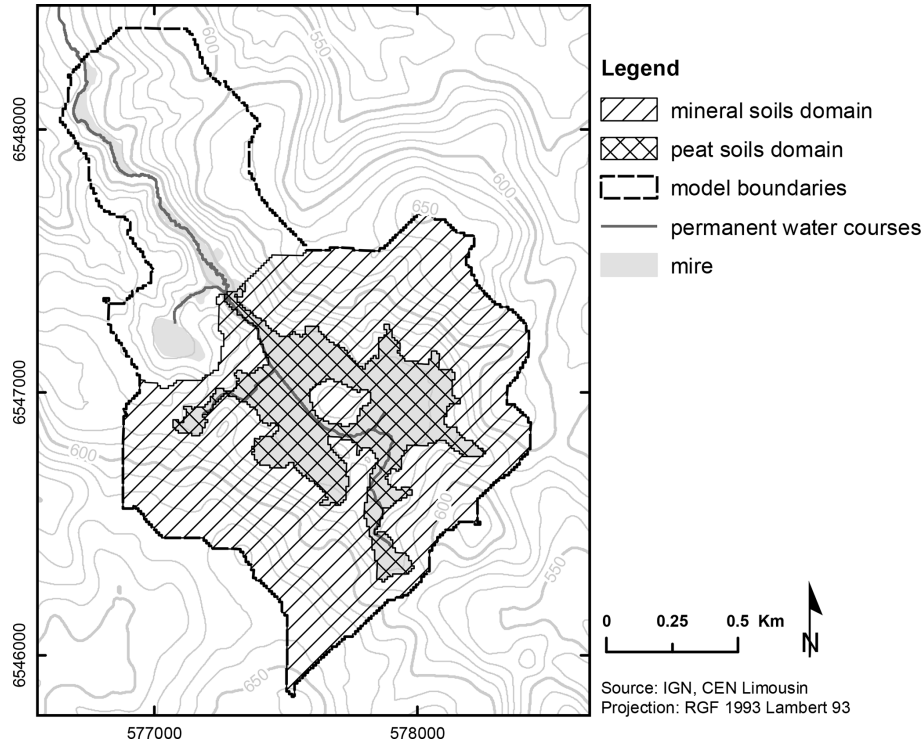 550
600
650
600
600
550
650
6548000
6547000
6546000
577000
578000
Legend
mineral soils domain
peat soils domain
model boundaries
permanent water courses
mire
0 0.25 0.5 Km
N
Source: IGN, CEN Limousin
Projection: RGF 1993 Lambert 93